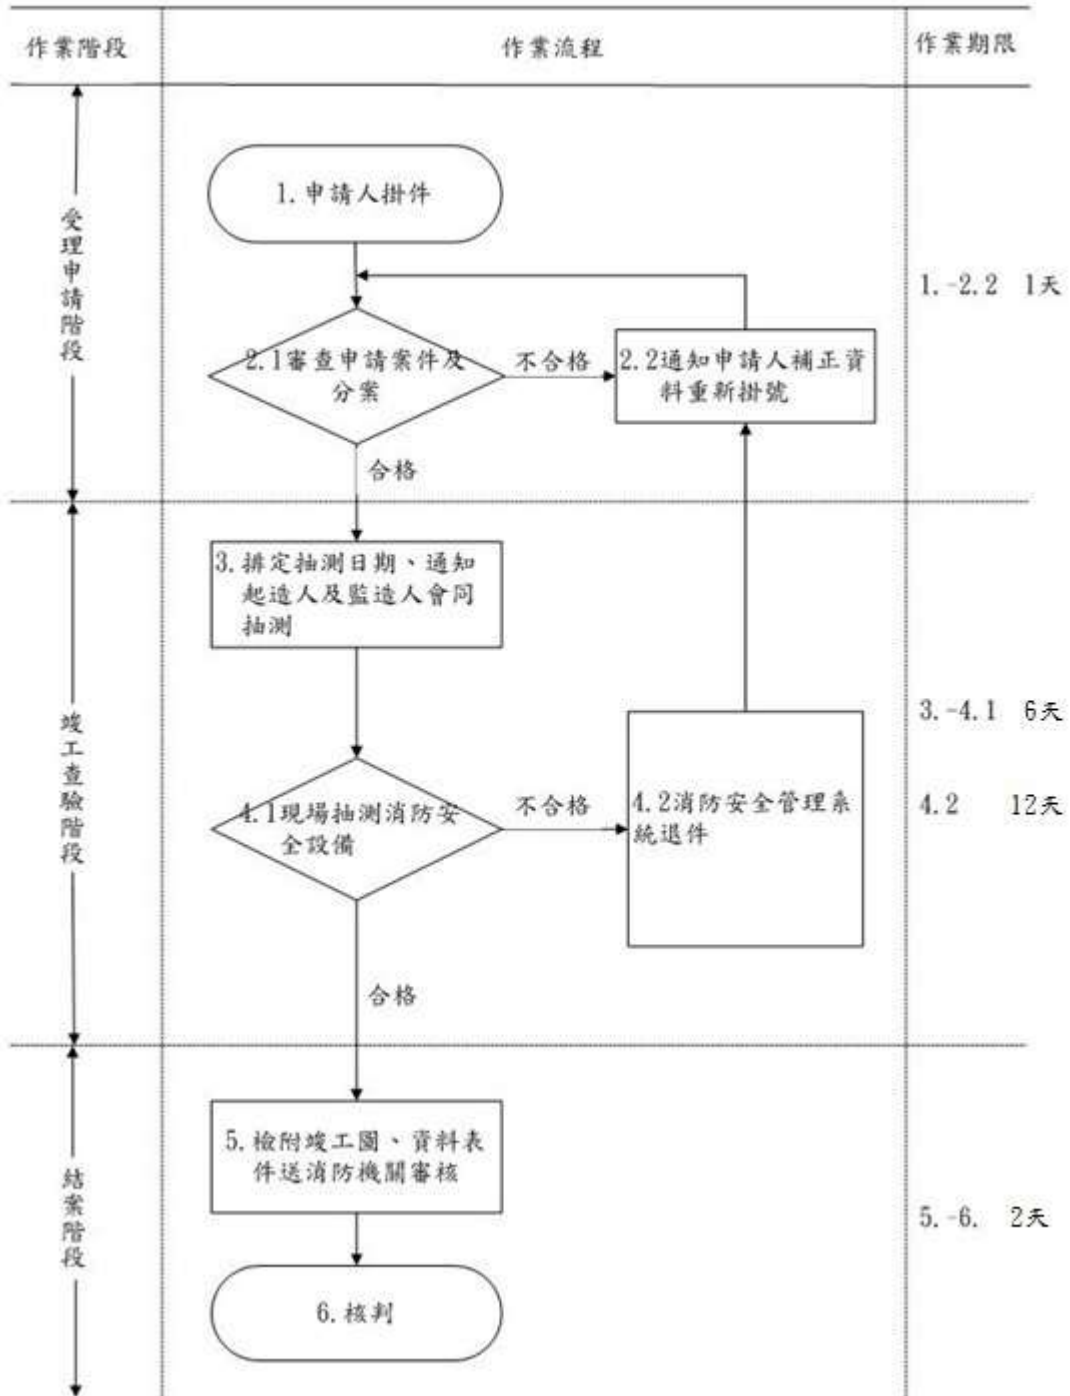 作業階段
作業流程
作業期限
受理申請階段
1.申請人掛件
1.-2.2 1天
2.1審查申請案件及
分案
不合格
2.2通知申請人補正資
料重新掛號
合格
竣工查驗階段
3.排定抽測日期、通知
起造人及監造人會同
抽測
3.-4.1 6天
4.1現場抽測消防安
全設備
不合格
4.2消防安全管理系
統退件
4.2 12天
合格
結案階段
5.檢附竣工圖、資料表
件送消防機關審核
5.-6. 2天
6.核判